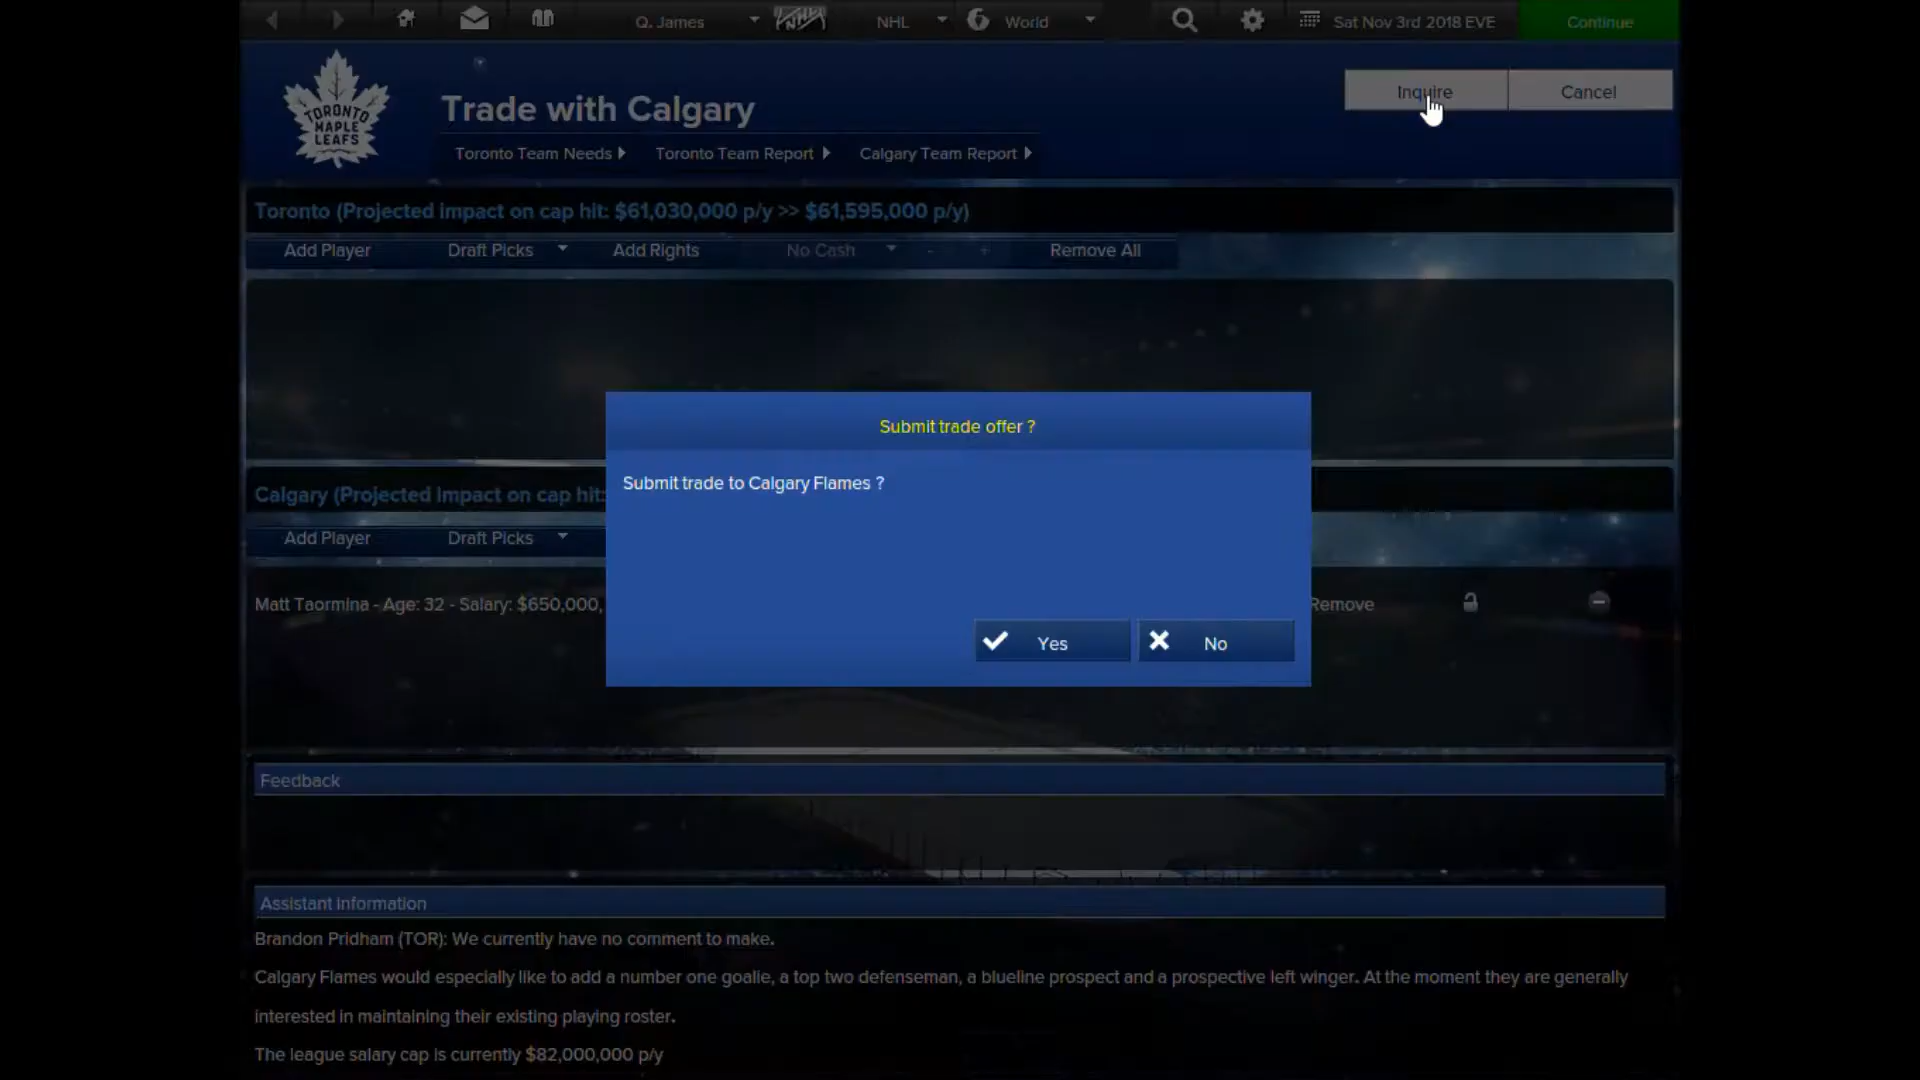 Q. James
NHL
World
Sat Nov 3rd 2018 EVE
Continue
TORONTO
MAPLE
LEAFS
Trade with Calgary
Inquire
Cancel
Toronto Team Needs
Toronto Team Report
Calgary Team Report
Toronto (Projected impact on cap hit: $61,030,000 p/y >> $61,595,000 p/y)
Add Player
Draft Picks
Add Rights
No Cash
-
+
Remove All
Submit trade offer ?
Submit trade to Calgary Flames ?
Calgary (Projected impact on cap hit:
Add Player
Draft Picks
Matt Taormina - Age: 32 - Salary: $650,000,
Remove
Yes
No
Feedback
Assistant Information
Brandon Pridham (TOR): We currently have no comment to make.
Calgary Flames would especially like to add a number one goalie, a top two defenseman, a blueline prospect and a prospective left winger. At the moment they are generally
interested in maintaining their existing playing roster.
The league salary cap is currently $82,000,000 p/y